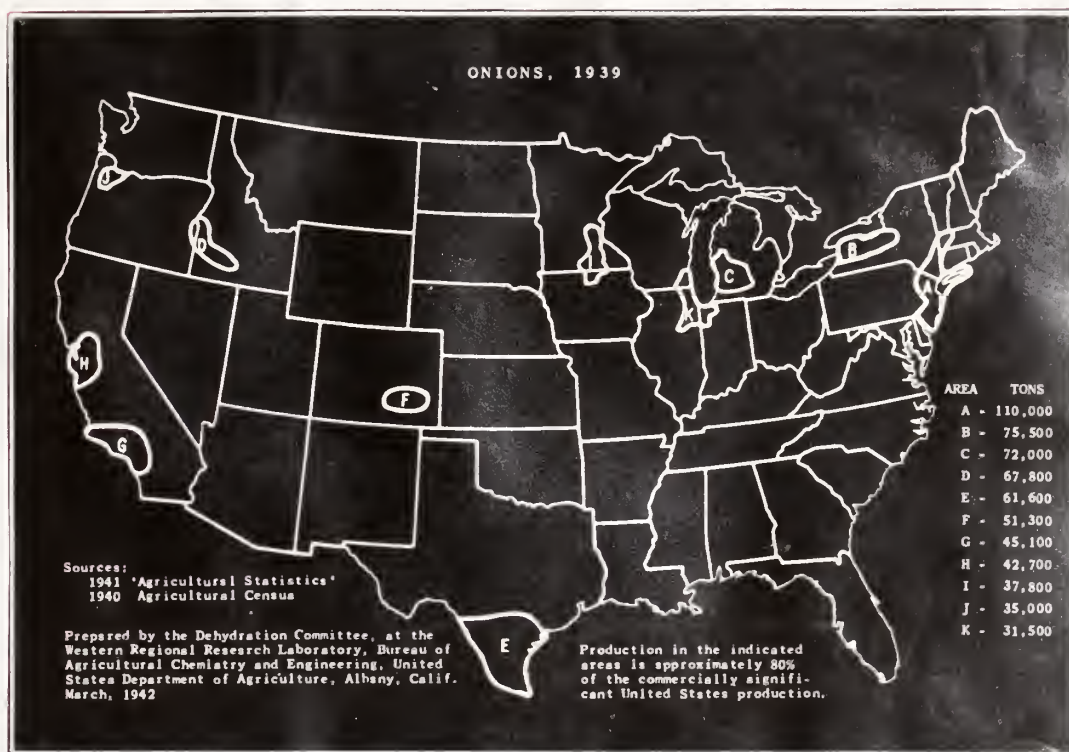 ONIONS, 1939
J
D
B
C
A
K
H
F
G
E
AREA TONS
A - 110,000
B - 75,500
C - 72,000
D - 67,800
E - 61,600
F - 51,300
G - 45,100
H - 42,700
I - 37,800
J - 35,000
K - 31,500
Sources:
1941 'Agricultural Statistics'
1940 Agricultural Census
Prepared by the Dehydration Committee, at the
Western Regional Research Laboratory, Bureau of
Agricultural Chemistry and Engineering, United
States Department of Agriculture, Albany, Calif.
March, 1942
Production in the indicated
areas is approximately 80%
of the commercially signifi-
cant United States production.